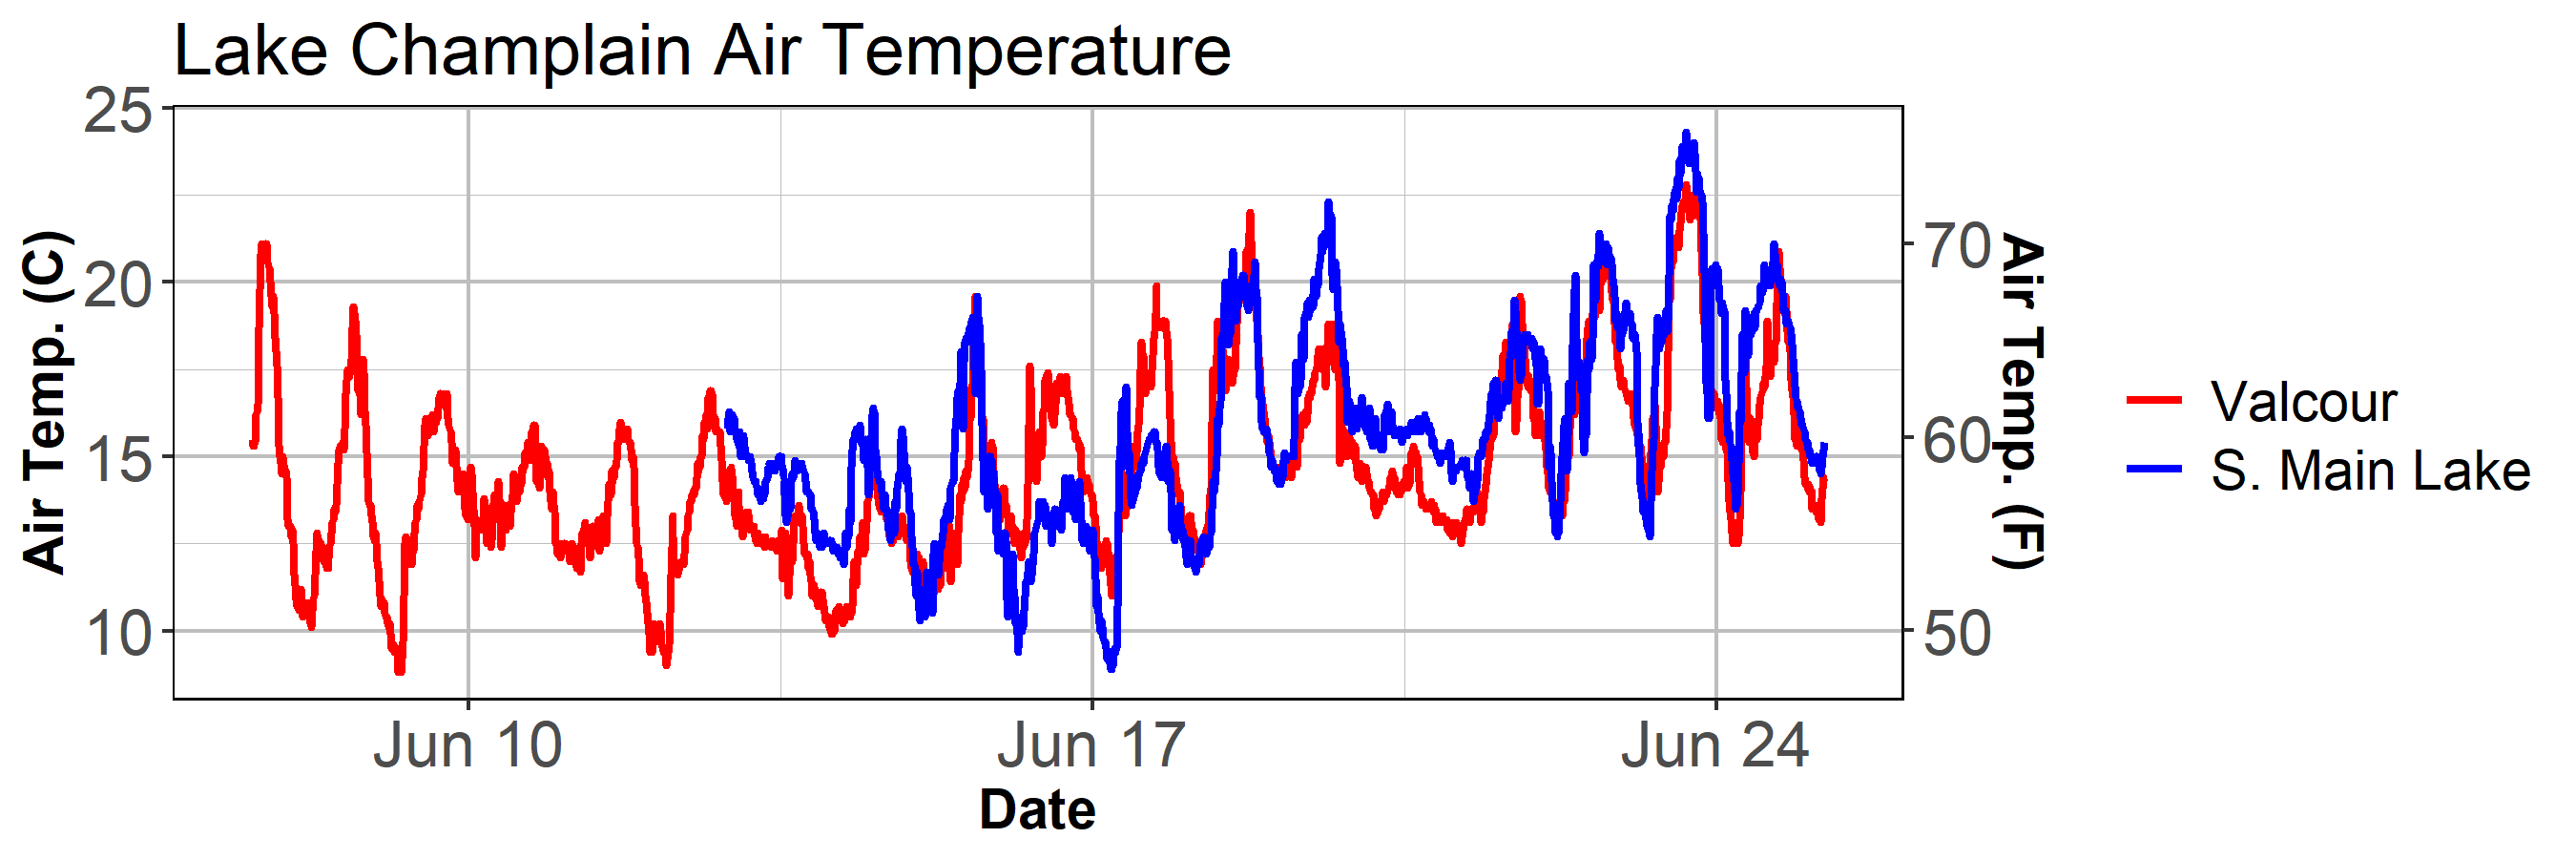 Lake Champlain Air Temperature
25
20
15
10
Air Temp. (C)
70
60
50
Air Temp. (F)
Jun 10
Jun 17
Jun 24
Date
Valcour
S. Main Lake